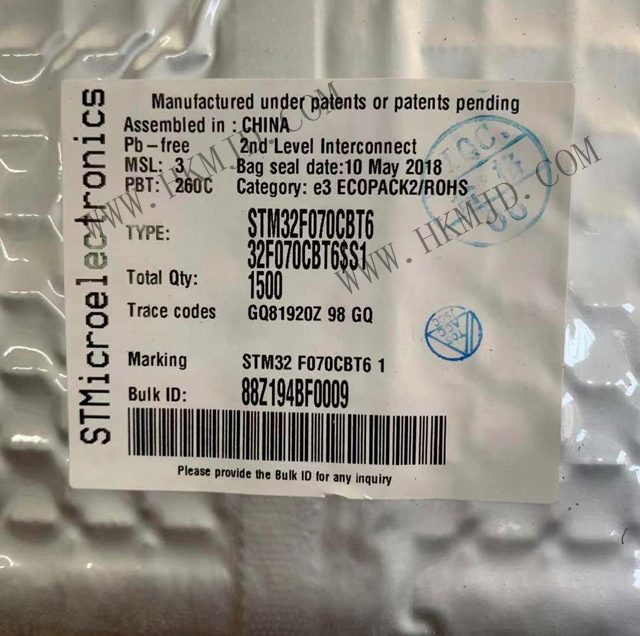 STMicroelectronics
Manufactured under patents or patents pending
Assembled in : CHINA
Pb-free 2nd Level Interconnect
MSL: 3 Bag seal date:10 May 2018
PBT: 260C Category: e3 ECOPACK2/ROHS
TYPE: STM32F070CBT6
32F070CBT6$S1
Total Qty: 1500
Trace codes GQ81920Z 98 GQ
Marking STM32 F070CBT6 1
Bulk ID: 88Z194BF0009
Please provide the Bulk ID for any inquiry
WWW.HKMJD.COM
WWW.HKMJD.COM